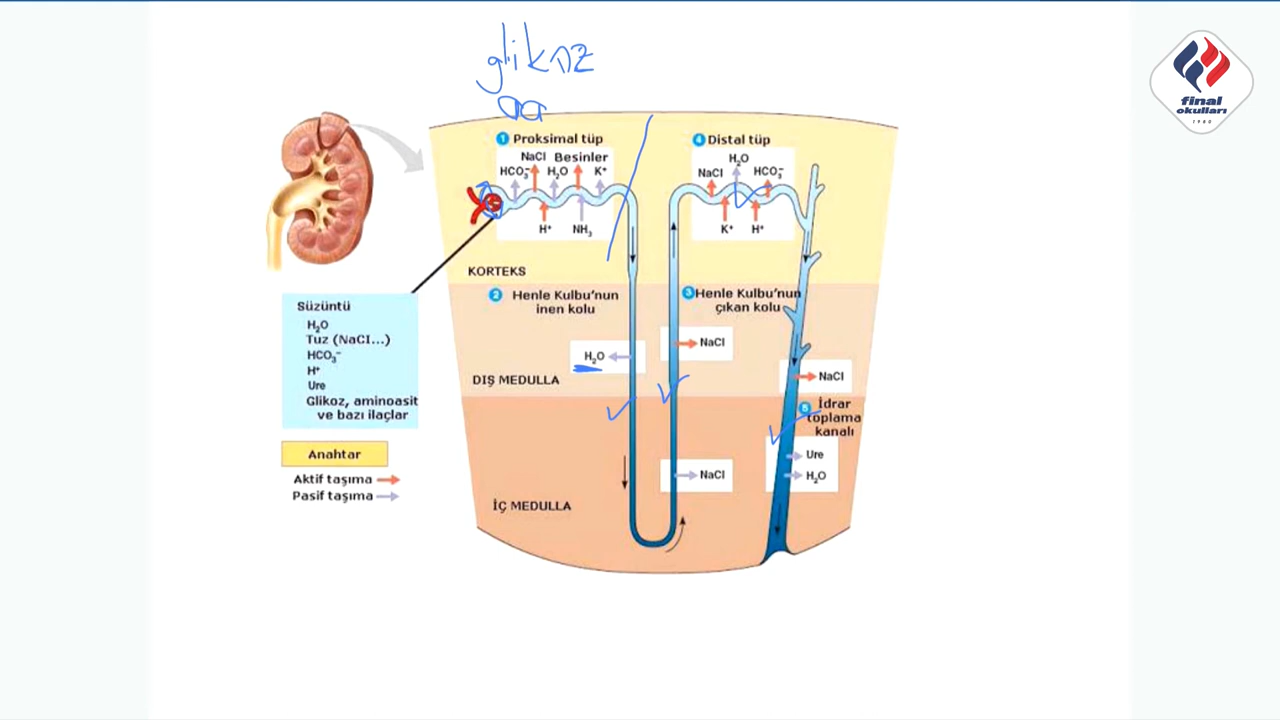 glikoz
aa
final
okulları
1980
1 Proksimal tüp
NaCl Besinler
HCO₃⁻ H₂O K⁺
H⁺ NH₃
4 Distal tüp
H₂O
NaCl HCO₃⁻
K⁺ H⁺
KORTEKS
2 Henle Kulbu'nun
inen kolu
3 Henle Kulbu'nun
çıkan kolu
Süzüntü
H₂O
Tuz (NaCl...)
HCO₃⁻
H⁺
Ure
Glikoz, aminoasit
ve bazı ilaçlar
H₂O
NaCl
DIŞ MEDULLA
NaCl
5 İdrar
toplama
kanalı
Anahtar
Aktif taşıma
Pasif taşıma
İÇ MEDULLA
NaCl
Ure
H₂O